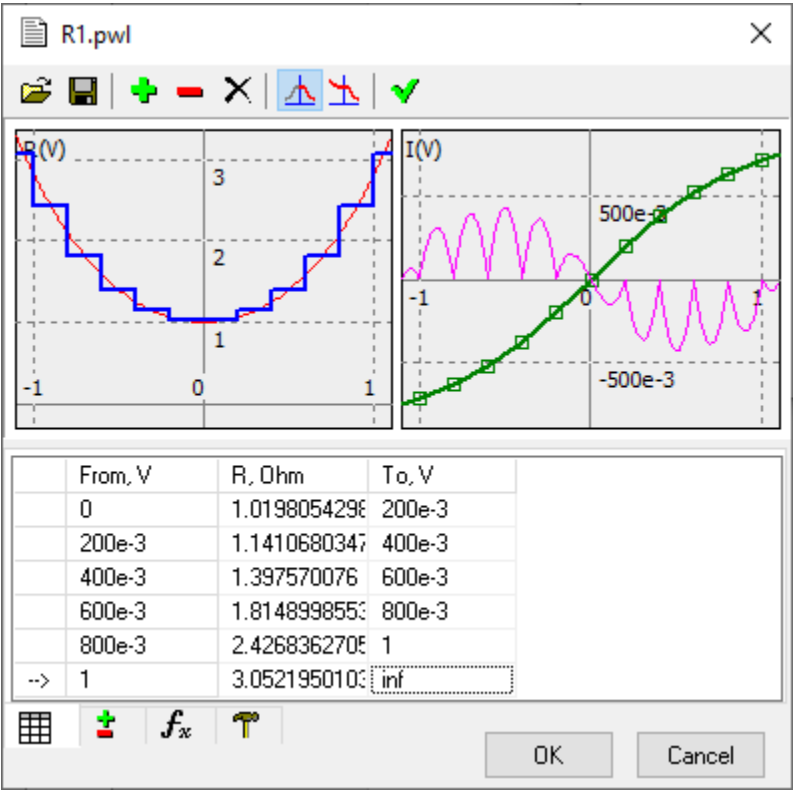 R1.pwl
R(V)
3
2
1
-1
0
1
I(V)
500e-3
-1
0
1
-500e-3
From, V R, Ohm To, V
0 1.0198054298 200e-3
200e-3 1.1410680347 400e-3
400e-3 1.397570076 600e-3
600e-3 1.8148998553 800e-3
800e-3 2.4268362705 1
--> 1 3.0521950103 inf
fx
OK Cancel